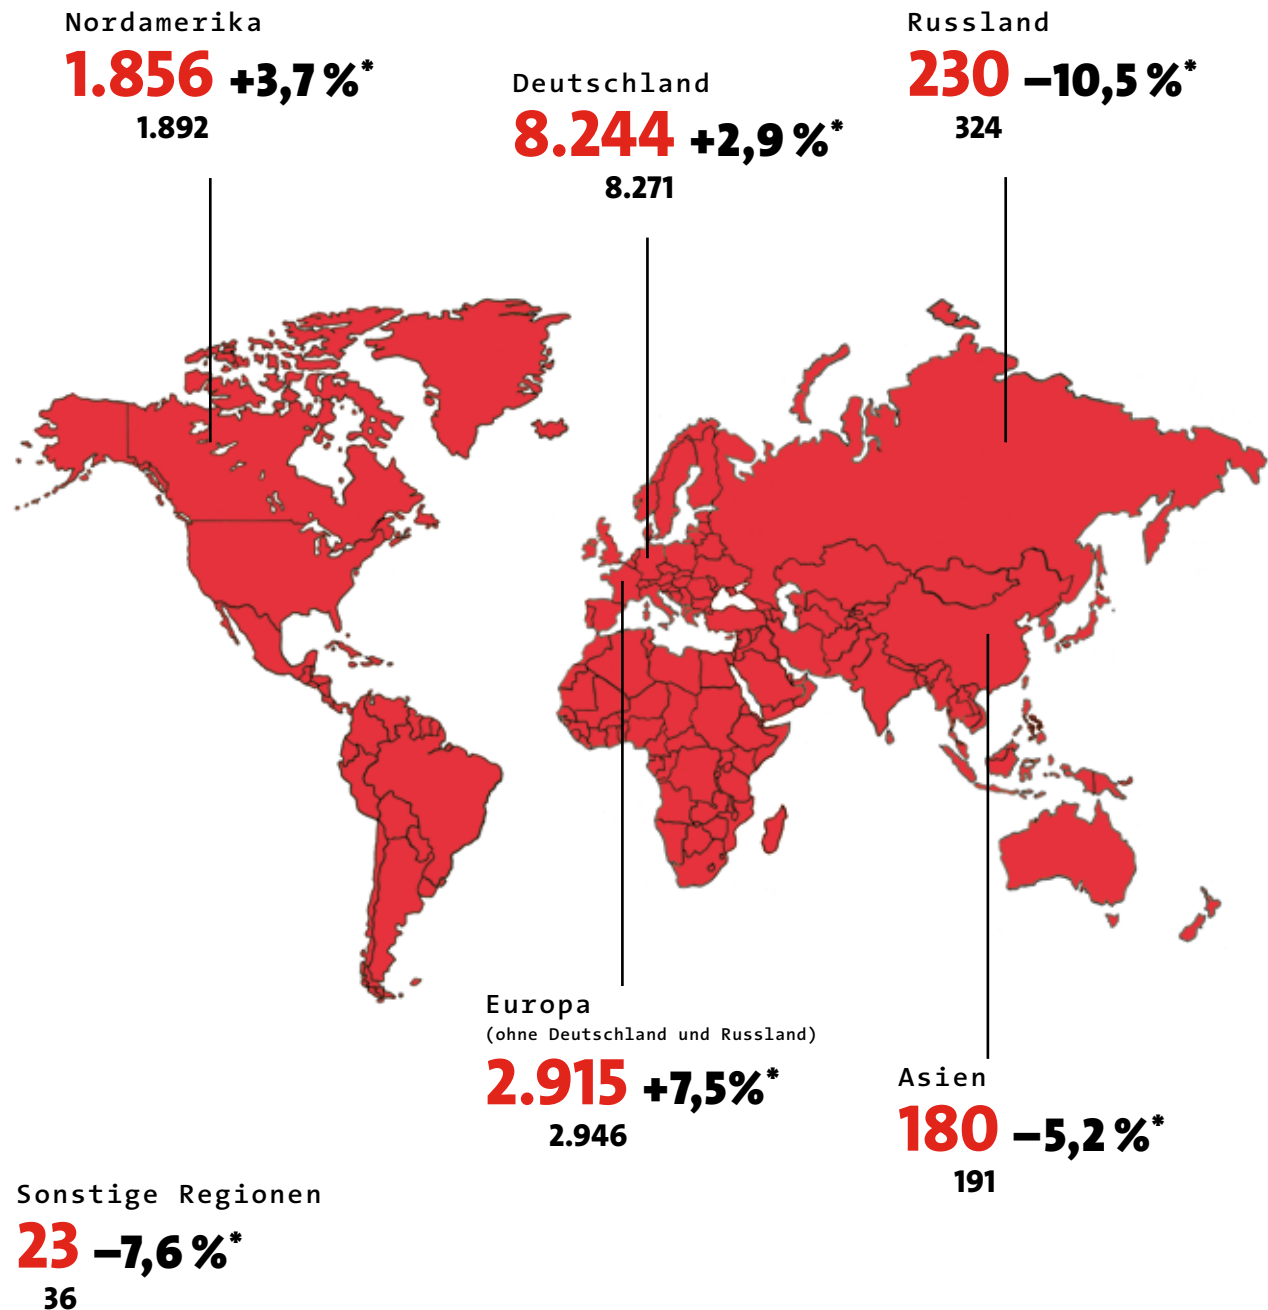 Nordamerika
1.856 +3,7 %*
1.892
Deutschland
8.244 +2,9 %*
8.271
Russland
230 –10,5 %*
324
Europa
(ohne Deutschland und Russland)
2.915 +7,5%*
2.946
Asien
180 –5,2 %*
191
Sonstige Regionen
23 –7,6 %*
36